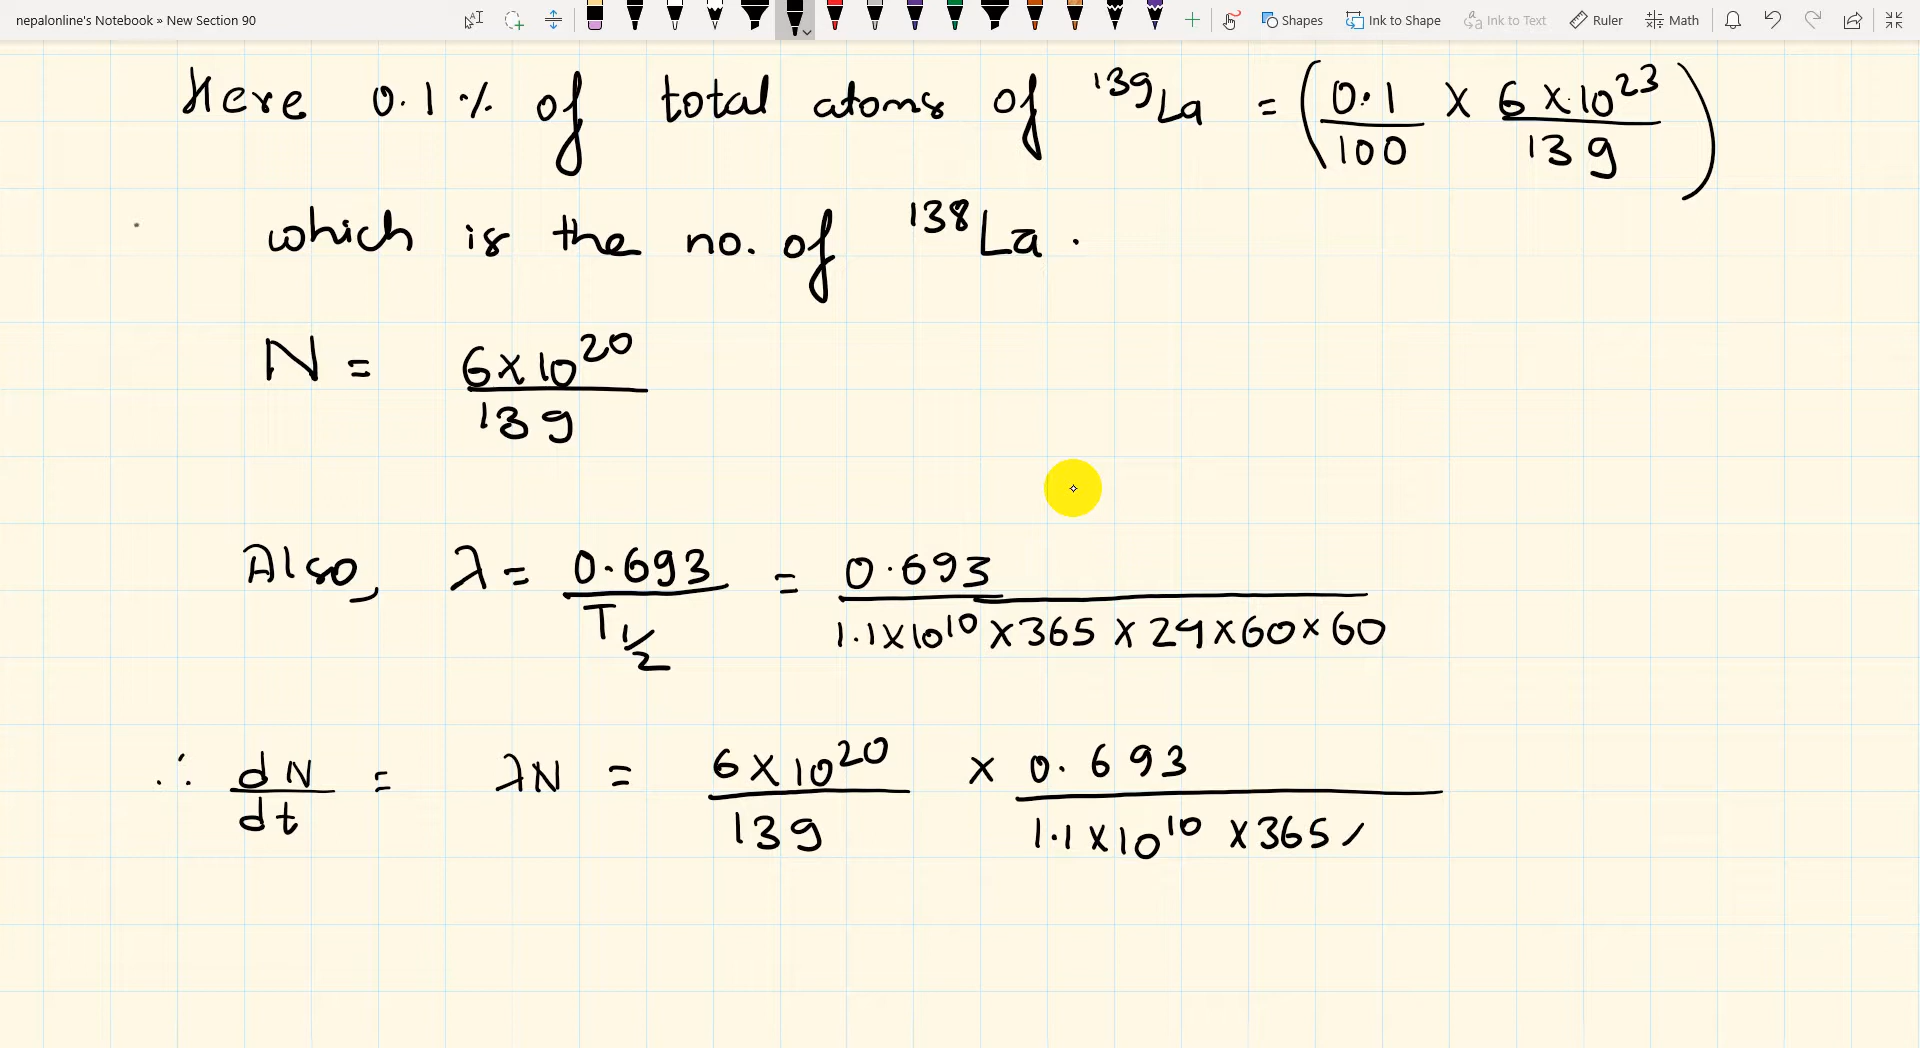 nepalonline's Notebook » New Section 90 Shapes Ink to Shape Ink to Text Ruler Math
Here 0.1 % of total atoms of ¹³⁹La = (0.1/100 × 6×10²³/139)
which is the no. of ¹³⁸La.
N = 6×10²⁰/139
Also, λ = 0.693/T½ = 0.693/1.1×10¹⁰×365×24×60×60
∴ dN/dt = λN = 6×10²⁰/139 × 0.693/1.1×10¹⁰×365